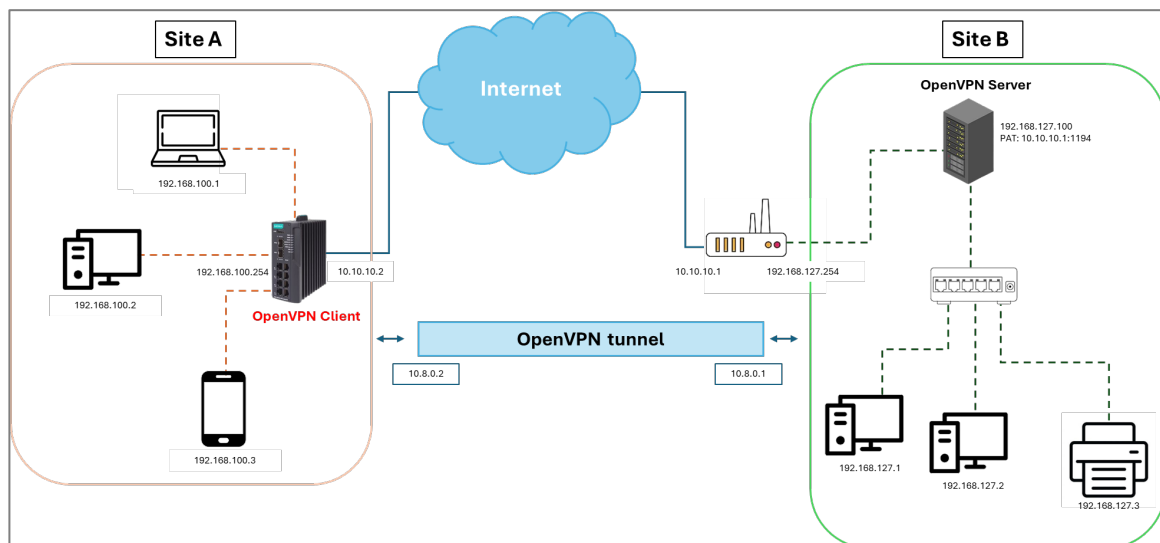 Site A
Site B
Internet
OpenVPN Server
192.168.127.100
PAT: 10.10.10.1:1194
192.168.100.1
192.168.100.254
10.10.10.2
10.10.10.1
192.168.127.254
192.168.100.2
OpenVPN Client
OpenVPN tunnel
10.8.0.2
10.8.0.1
192.168.100.3
192.168.127.1
192.168.127.2
192.168.127.3